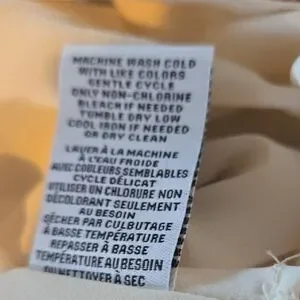 MACHINE WASH COLD
WITH LIKE COLORS
GENTLE CYCLE
ONLY NON-CHLORINE
BLEACH IF NEEDED
TUMBLE DRY LOW
COOL IRON IF NEEDED
OR DRY CLEAN
LAVER À LA MACHINE
À L'EAU FROIDE
AVEC COULEURS SEMBLABLES
CYCLE DÉLICAT
UTILISER UN CHLORURE NON
DÉCOLORANT SEULEMENT
AU BESOIN
SÉCHER PAR CULBUTAGE
À BASSE TEMPÉRATURE
REPASSER À BASSE
TEMPÉRATURE AU BESOIN
OU NETTOYER À SEC